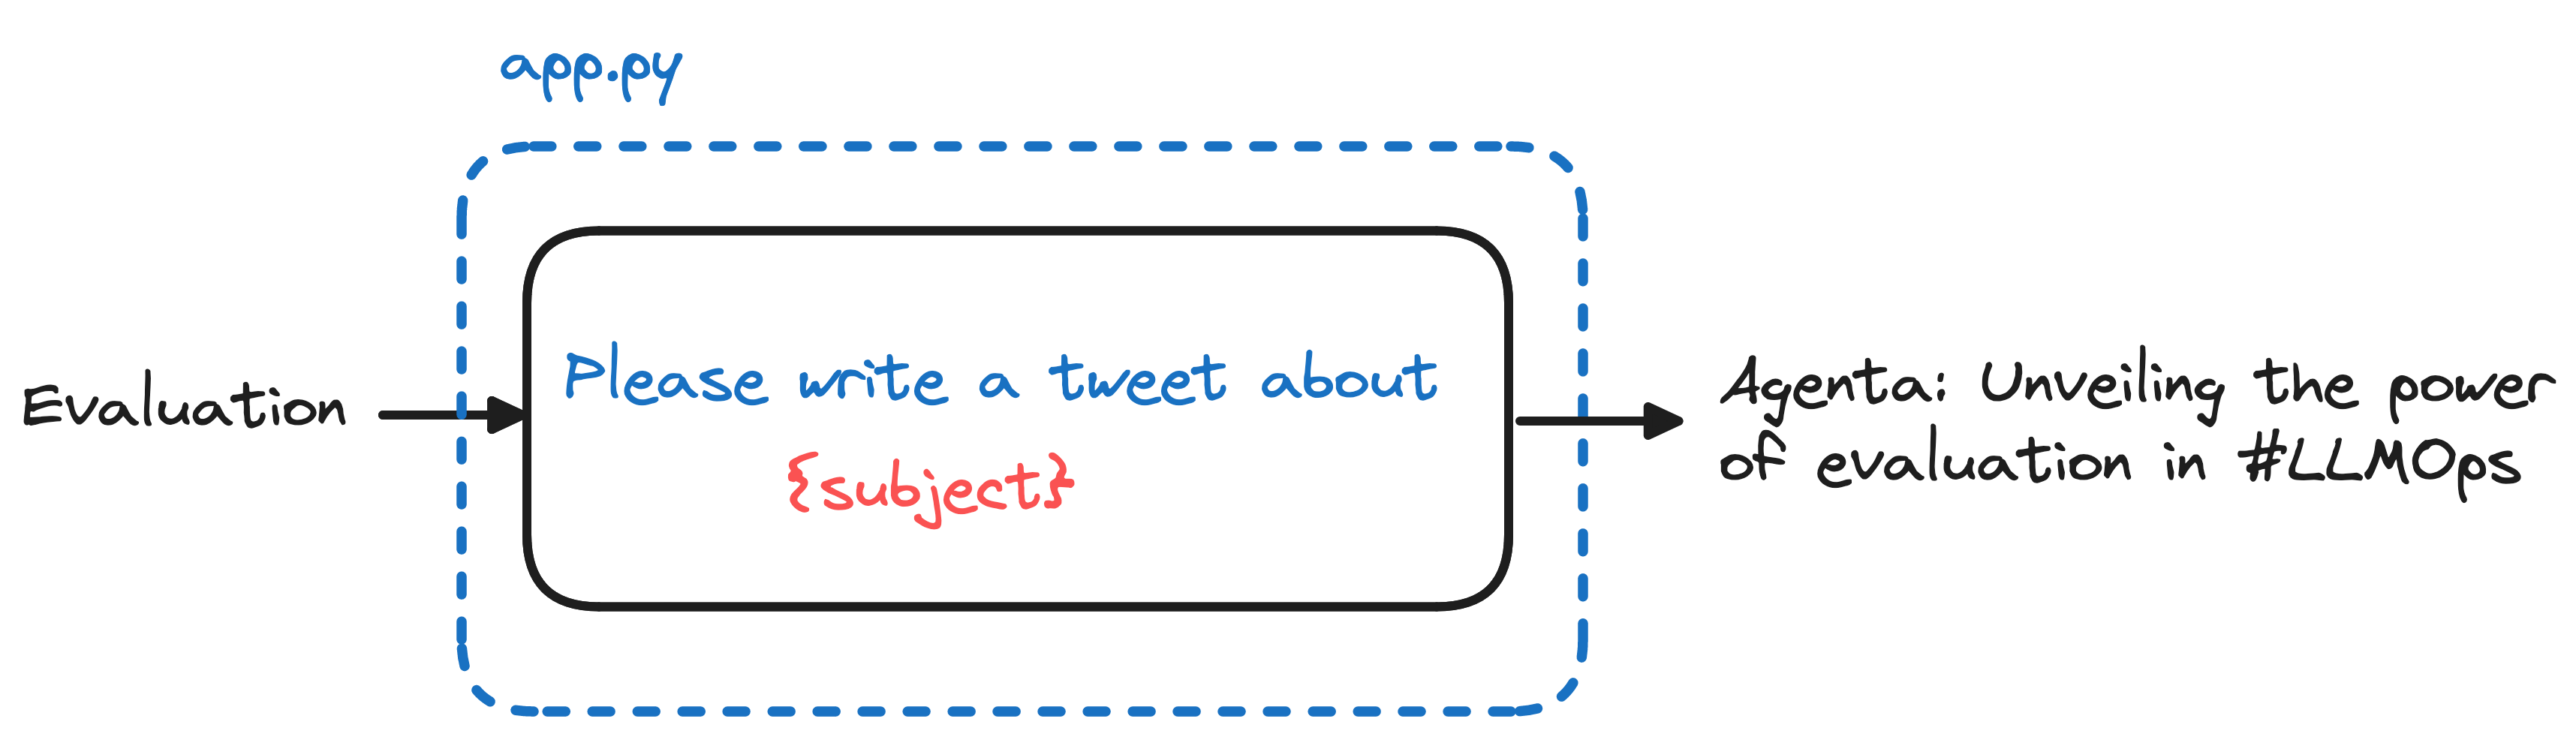 app.py
Evaluation
Please write a tweet about
{subject}
Agenta: Unveiling the power
of evaluation in #LLMOps